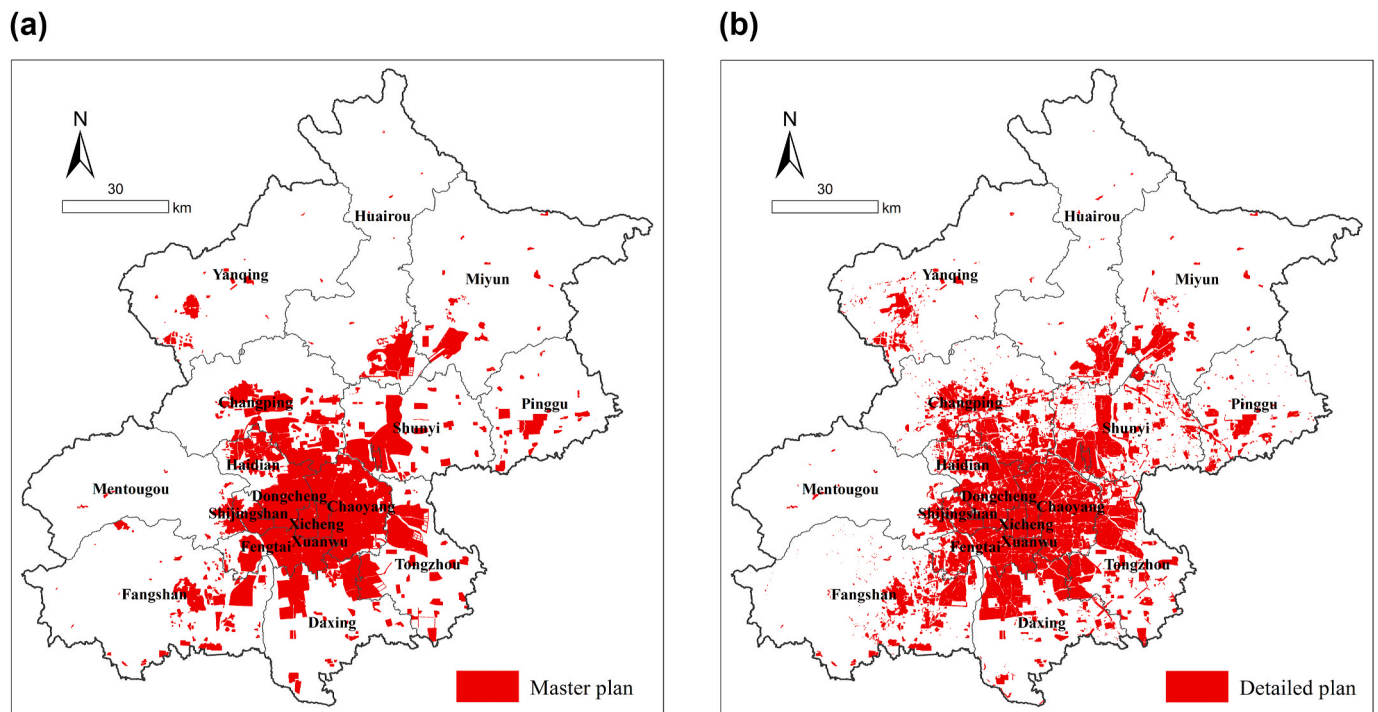 (a)
N
30
km
Huairou
Yanqing
Miyun
Changping
Pinggu
Shunyi
Haidian
Mentougou
Dongcheng
Chaoyang
Shijingshan
Xicheng
Fengtai
Xuanwu
Tongzhou
Fangshan
Daxing
Master plan
(b)
N
30
km
Huairou
Yanqing
Miyun
Changping
Pinggu
Shunyi
Haidian
Mentougou
Dongcheng
Chaoyang
Shijingshan
Xicheng
Fengtai
Xuanwu
Tongzhou
Fangshan
Daxing
Detailed plan